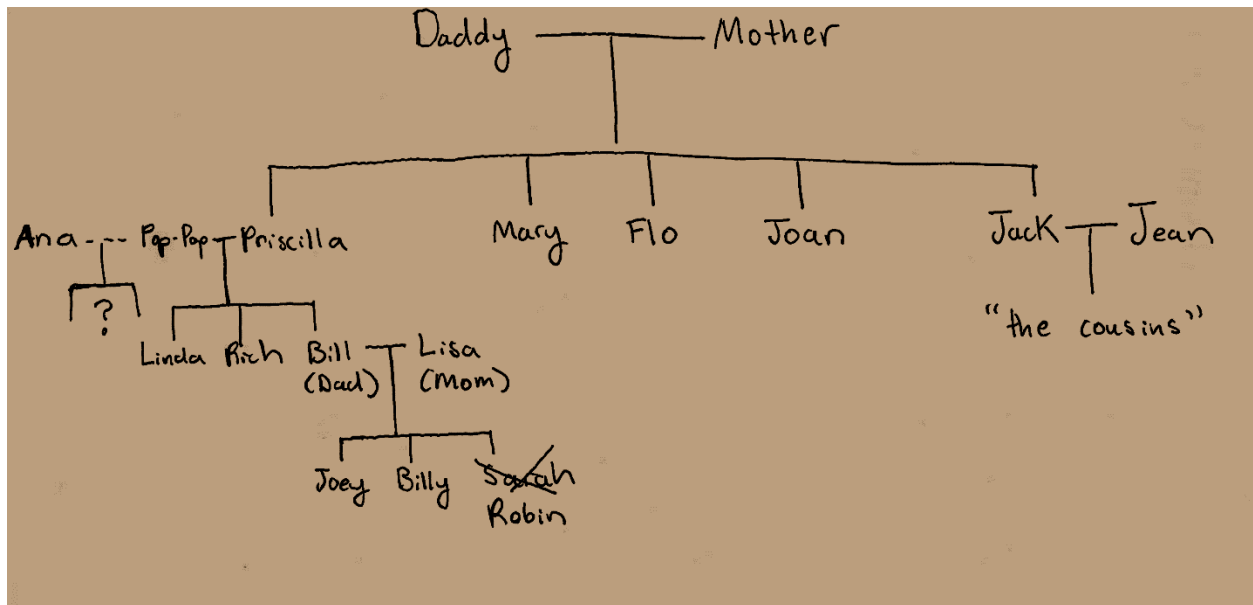 Daddy Mother
Ana Pop-Pop Priscilla Mary Flo Joan Jack Jean
?
"the cousins"
Linda Rich Bill Lisa
(Dad) (Mom)
Joey Billy Sarah
Robin